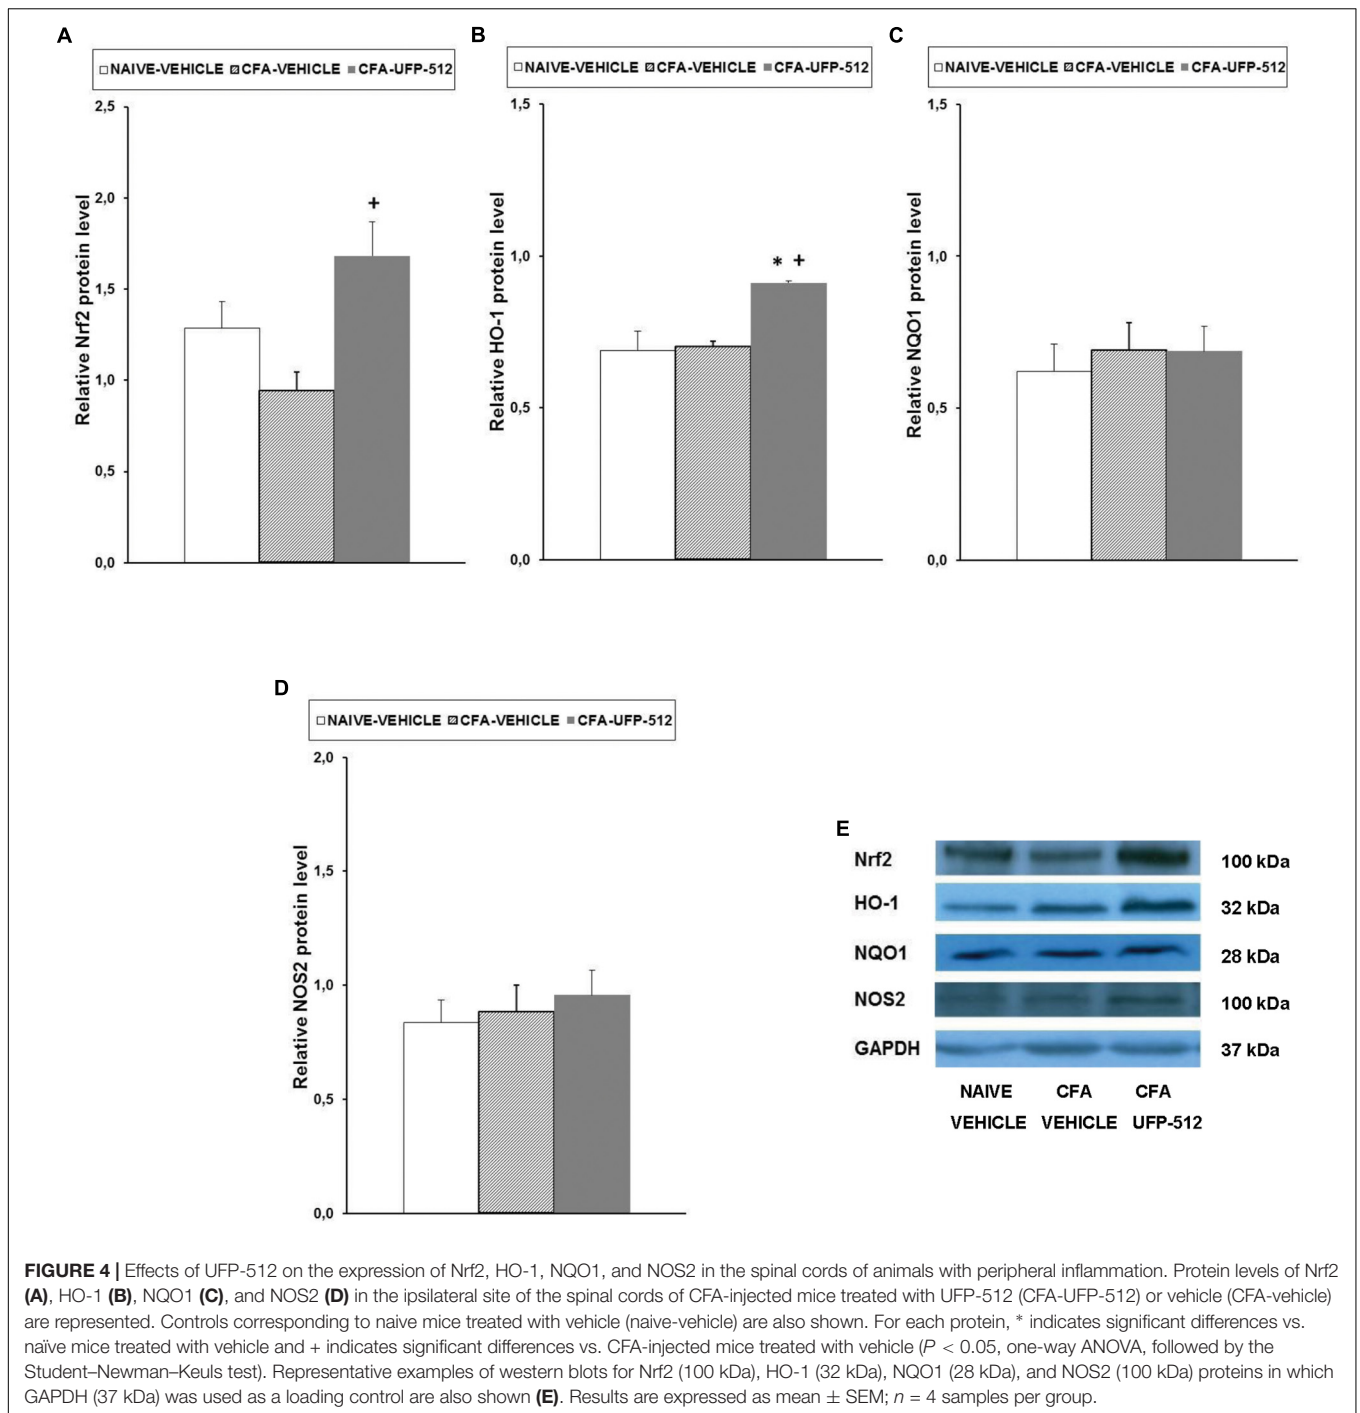 A
□NAIVE-VEHICLE ▨CFA-VEHICLE ■CFA-UFP-512
2,5
2,0
1,5
1,0
0,5
0,0
Relative Nrf2 protein level
+
B
□NAIVE-VEHICLE ▨CFA-VEHICLE ■CFA-UFP-512
1,5
1,0
0,5
0,0
Relative HO-1 protein level
* +
C
□NAIVE-VEHICLE ▨CFA-VEHICLE ■CFA-UFP-512
1,5
1,0
0,5
0,0
Relative NQO1 protein level
D
□NAIVE-VEHICLE ▨CFA-VEHICLE ■CFA-UFP-512
2,0
1,5
1,0
0,5
0,0
Relative NOS2 protein level
E
Nrf2 100 kDa
HO-1 32 kDa
NQO1 28 kDa
NOS2 100 kDa
GAPDH 37 kDa
NAIVE CFA CFA
VEHICLE VEHICLE UFP-512
FIGURE 4 | Effects of UFP-512 on the expression of Nrf2, HO-1, NQO1, and NOS2 in the spinal cords of animals with peripheral inflammation. Protein levels of Nrf2
(A), HO-1 (B), NQO1 (C), and NOS2 (D) in the ipsilateral site of the spinal cords of CFA-injected mice treated with UFP-512 (CFA-UFP-512) or vehicle (CFA-vehicle)
are represented. Controls corresponding to naive mice treated with vehicle (naive-vehicle) are also shown. For each protein, * indicates significant differences vs.
naïve mice treated with vehicle and + indicates significant differences vs. CFA-injected mice treated with vehicle (P < 0.05, one-way ANOVA, followed by the
Student–Newman–Keuls test). Representative examples of western blots for Nrf2 (100 kDa), HO-1 (32 kDa), NQO1 (28 kDa), and NOS2 (100 kDa) proteins in which
GAPDH (37 kDa) was used as a loading control are also shown (E). Results are expressed as mean ± SEM; n = 4 samples per group.